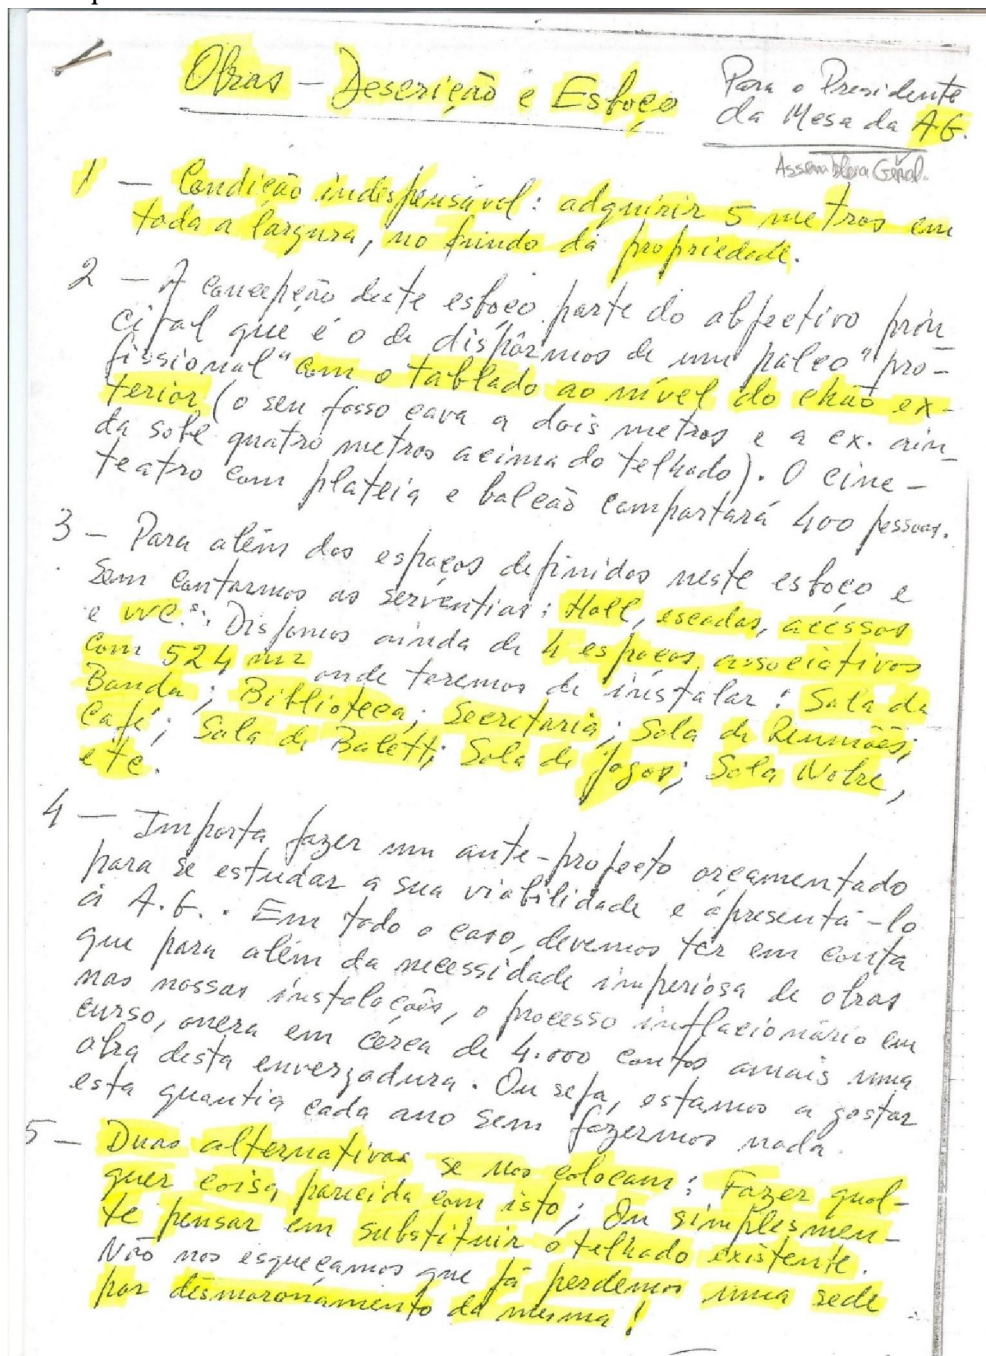 Obras - Descrição e Esboço
Para o Presidente
da Mesa da AG.
Assembleia Geral.
1 - Condição indispensável: adquirir 5 metros em
toda a largura, no fundo da propriedade.
2 - A concepção deste esboço parte do objectivo prin
cipal que é o de dispôrmos de um palco "pro-
fissional" com o tablado ao nível do chão ex-
terior (o seu fosso cava a dois metros e a ex.
da sobe quatro metros acima do telhado). O cine-
teatro com plateia e balcão comportará 400 pessoas.
3 - Para além dos espaços definidos neste esboço e
sem contarmos as serventias: Hall, escadas, acessos
e WC.s: Dispomos ainda de 4 espaços associativos
com 524 m2 onde teremos de instalar: Sala da
Banda; Biblioteca; Secretaria; Sala de Reuniões;
Café; Sala de Balett; Sala de Jogos; Sala Nobre,
etc.
4 - Importa fazer um ante-projecto orçamentado
para se estudar a sua viabilidade e apresentá-lo
à A.G.. Em todo o caso, devemos ter em conta
que para além da necessidade imperiosa de obras
nas nossas instalações, o processo inflacionário em
curso, onera em cêrca de 4.000 contos anuais uma
obra desta envergadura. Ou seja, estamos a gastar
esta quantia cada ano sem fazermos nada.
5 - Duas alternativas se nos colocam: Fazer qual-
quer coisa parecida com isto; Ou simplesmen-
te pensar em substituir o telhado existente.
Não nos esqueçamos que já perdemos uma sede
por desmoronamento da mesma!